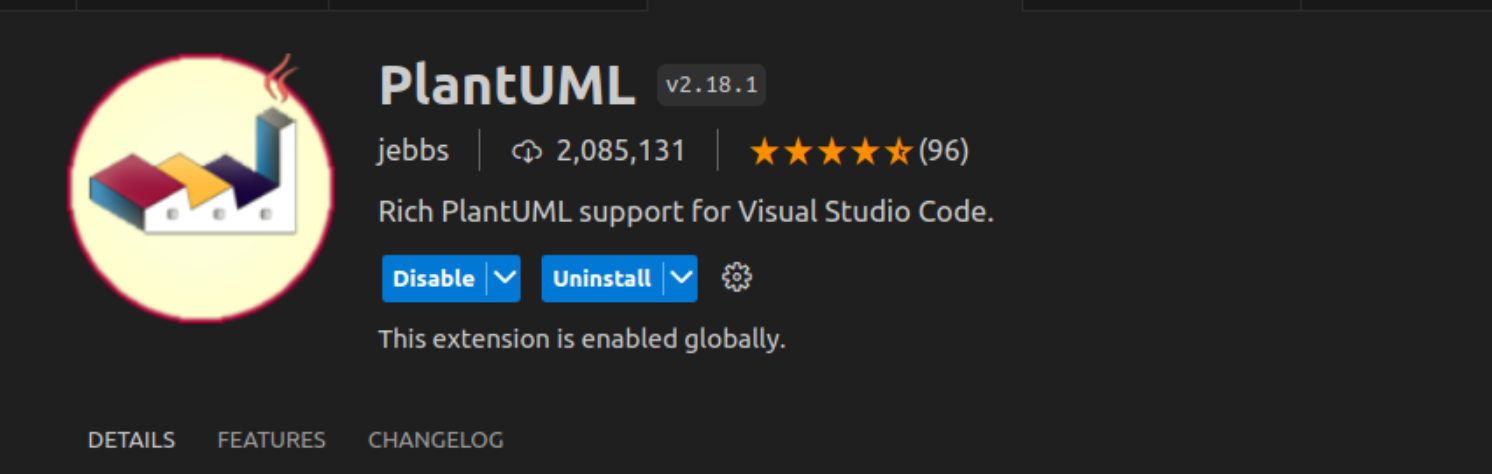 PlantUML v2.18.1
jebbs 2,085,131 (96)
Rich PlantUML support for Visual Studio Code.
Disable Uninstall
This extension is enabled globally.
DETAILS FEATURES CHANGELOG